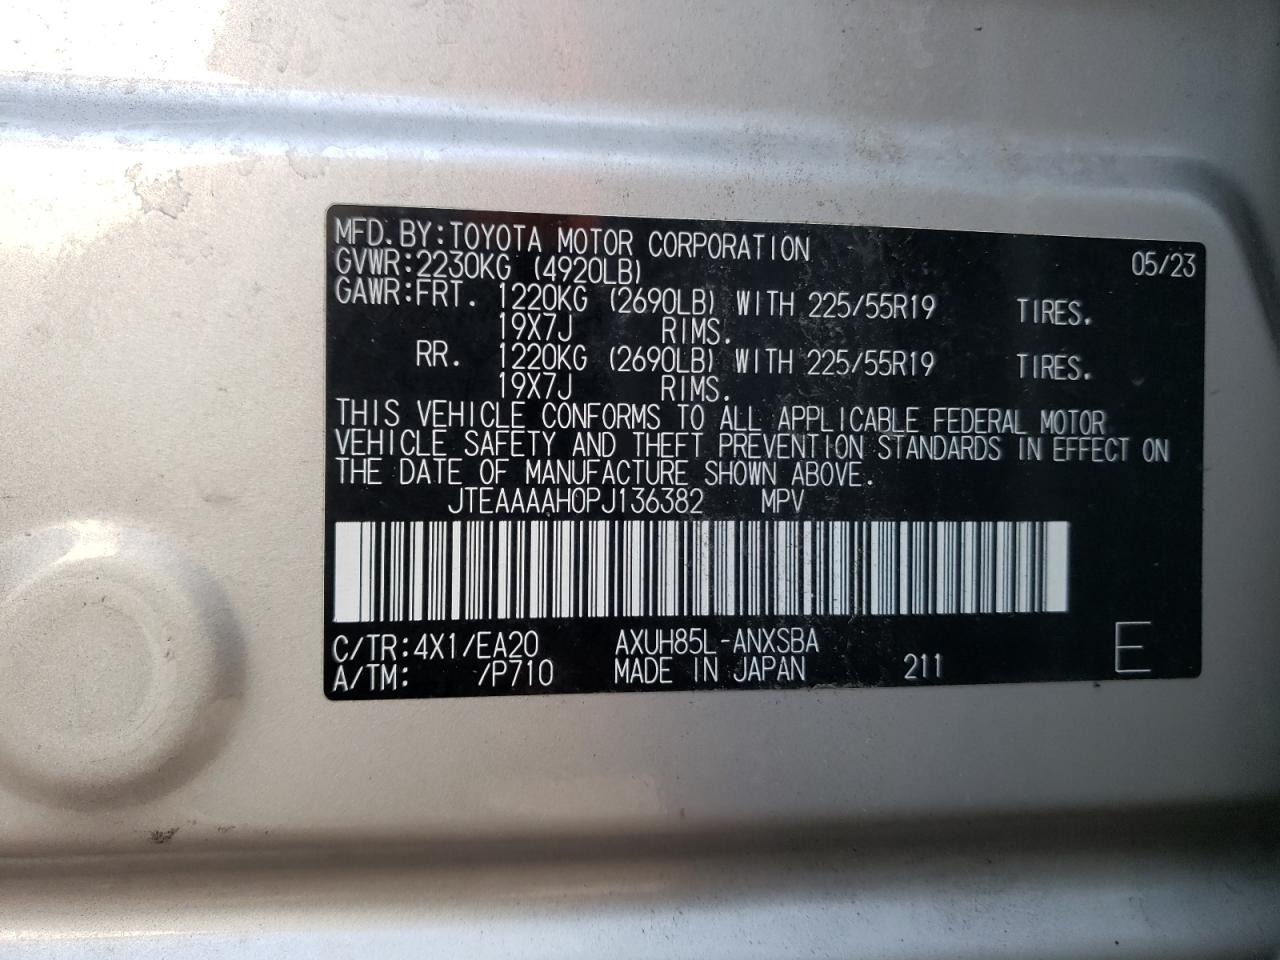 MFD.BY:TOYOTA MOTOR CORPORATION 05/23
GVWR:2230KG (4920LB)
GAWR:FRT. 1220KG (2690LB) WITH 225/55R19 TIRES.
19X7J RIMS.
RR. 1220KG (2690LB) WITH 225/55R19 TIRES.
19X7J RIMS.
THIS VEHICLE CONFORMS TO ALL APPLICABLE FEDERAL MOTOR
VEHICLE SAFETY AND THEFT PREVENTION STANDARDS IN EFFECT ON
THE DATE OF MANUFACTURE SHOWN ABOVE.
JTEAAAAH0PJ136382 MPV
C/TR:4X1/EA20 AXUH85L-ANXSBA
A/TM: /P710 MADE IN JAPAN 211 E